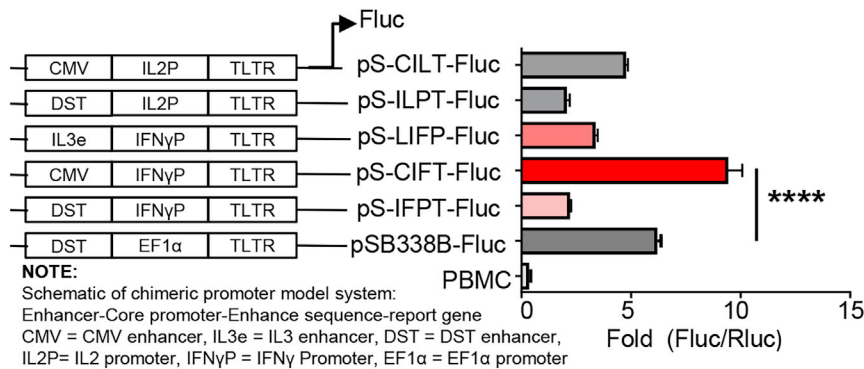 Fluc
CMV IL2P TLTR pS-CILT-Fluc
DST IL2P TLTR pS-ILPT-Fluc
IL3e IFNγP TLTR pS-LIFP-Fluc
CMV IFNγP TLTR pS-CIFT-Fluc
DST IFNγP TLTR pS-IFPT-Fluc
DST EF1α TLTR pSB338B-Fluc
PBMC
****
0 5 10 15
Fold (Fluc/Rluc)
NOTE:
Schematic of chimeric promoter model system:
Enhancer-Core promoter-Enhance sequence-report gene
CMV = CMV enhancer, IL3e = IL3 enhancer, DST = DST enhancer,
IL2P= IL2 promoter, IFNγP = IFNγ Promoter, EF1α = EF1α promoter